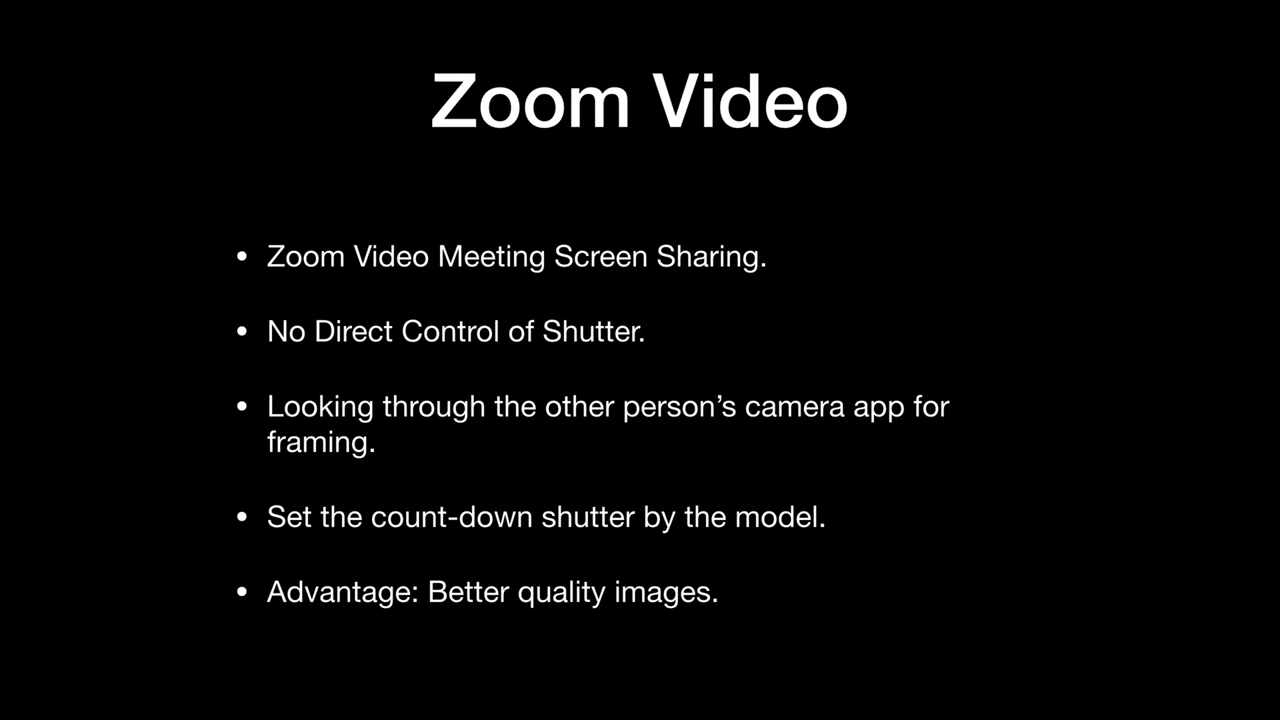 Zoom Video
• Zoom Video Meeting Screen Sharing.
• No Direct Control of Shutter.
• Looking through the other person’s camera app for
framing.
• Set the count-down shutter by the model.
• Advantage: Better quality images.